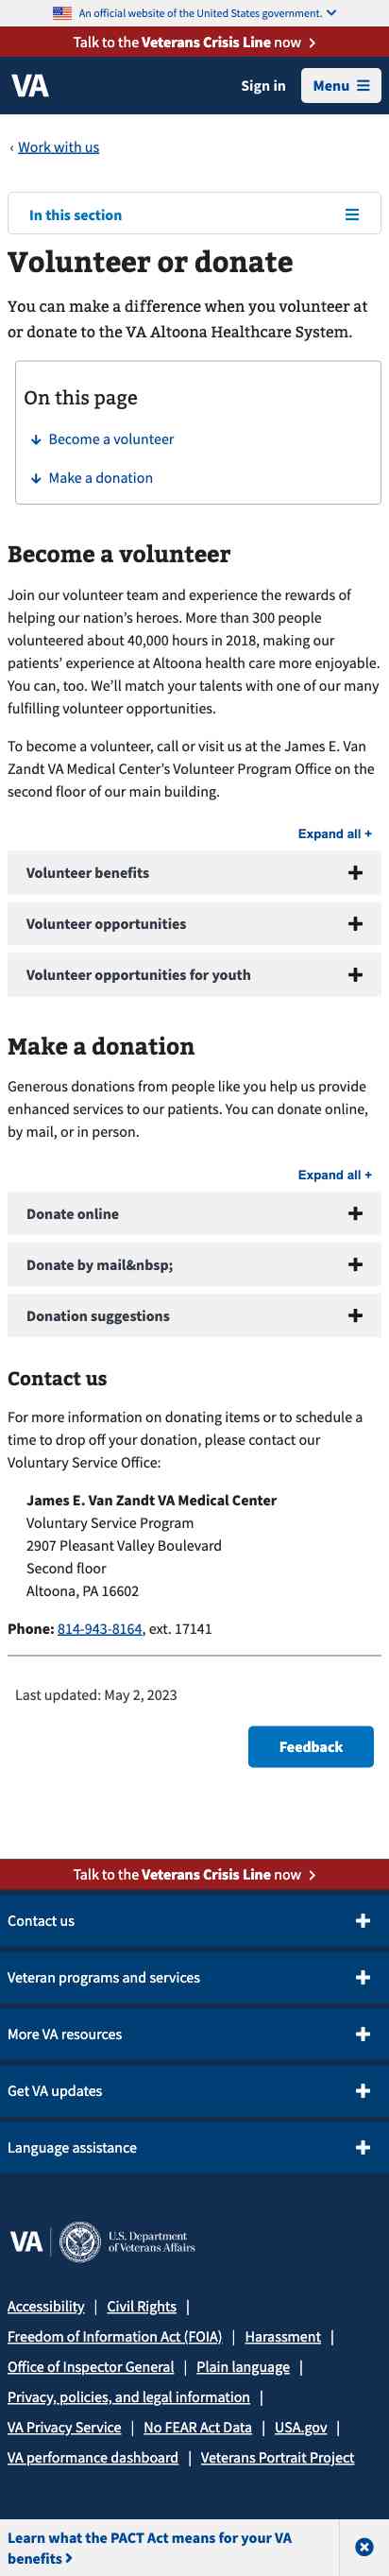 An official website of the United States government.
Talk to the Veterans Crisis Line now
VA
Sign in
Menu
‹ Work with us
In this section
Volunteer or donate
You can make a difference when you volunteer at
or donate to the VA Altoona Healthcare System.
On this page
Become a volunteer
Make a donation
Become a volunteer
Join our volunteer team and experience the rewards of
helping our nation’s heroes. More than 300 people
volunteered about 40,000 hours in 2018, making our
patients’ experience at Altoona health care more enjoyable.
You can, too. We’ll match your talents with one of our many
fulfilling volunteer opportunities.
To become a volunteer, call or visit us at the James E. Van
Zandt VA Medical Center’s Volunteer Program Office on the
second floor of our main building.
Expand all +
Volunteer benefits
Volunteer opportunities
Volunteer opportunities for youth
Make a donation
Generous donations from people like you help us provide
enhanced services to our patients. You can donate online,
by mail, or in person.
Expand all +
Donate online
Donate by mail&nbsp;
Donation suggestions
Contact us
For more information on donating items or to schedule a
time to drop off your donation, please contact our
Voluntary Service Office:
James E. Van Zandt VA Medical Center
Voluntary Service Program
2907 Pleasant Valley Boulevard
Second floor
Altoona, PA 16602
Phone: 814-943-8164, ext. 17141
Last updated: May 2, 2023
Feedback
Talk to the Veterans Crisis Line now
Contact us
Veteran programs and services
More VA resources
Get VA updates
Language assistance
VA
U.S. Department
of Veterans Affairs
Accessibility | Civil Rights |
Freedom of Information Act (FOIA) | Harassment |
Office of Inspector General | Plain language |
Privacy, policies, and legal information |
VA Privacy Service | No FEAR Act Data | USA.gov |
VA performance dashboard | Veterans Portrait Project
Learn what the PACT Act means for your VA
benefits